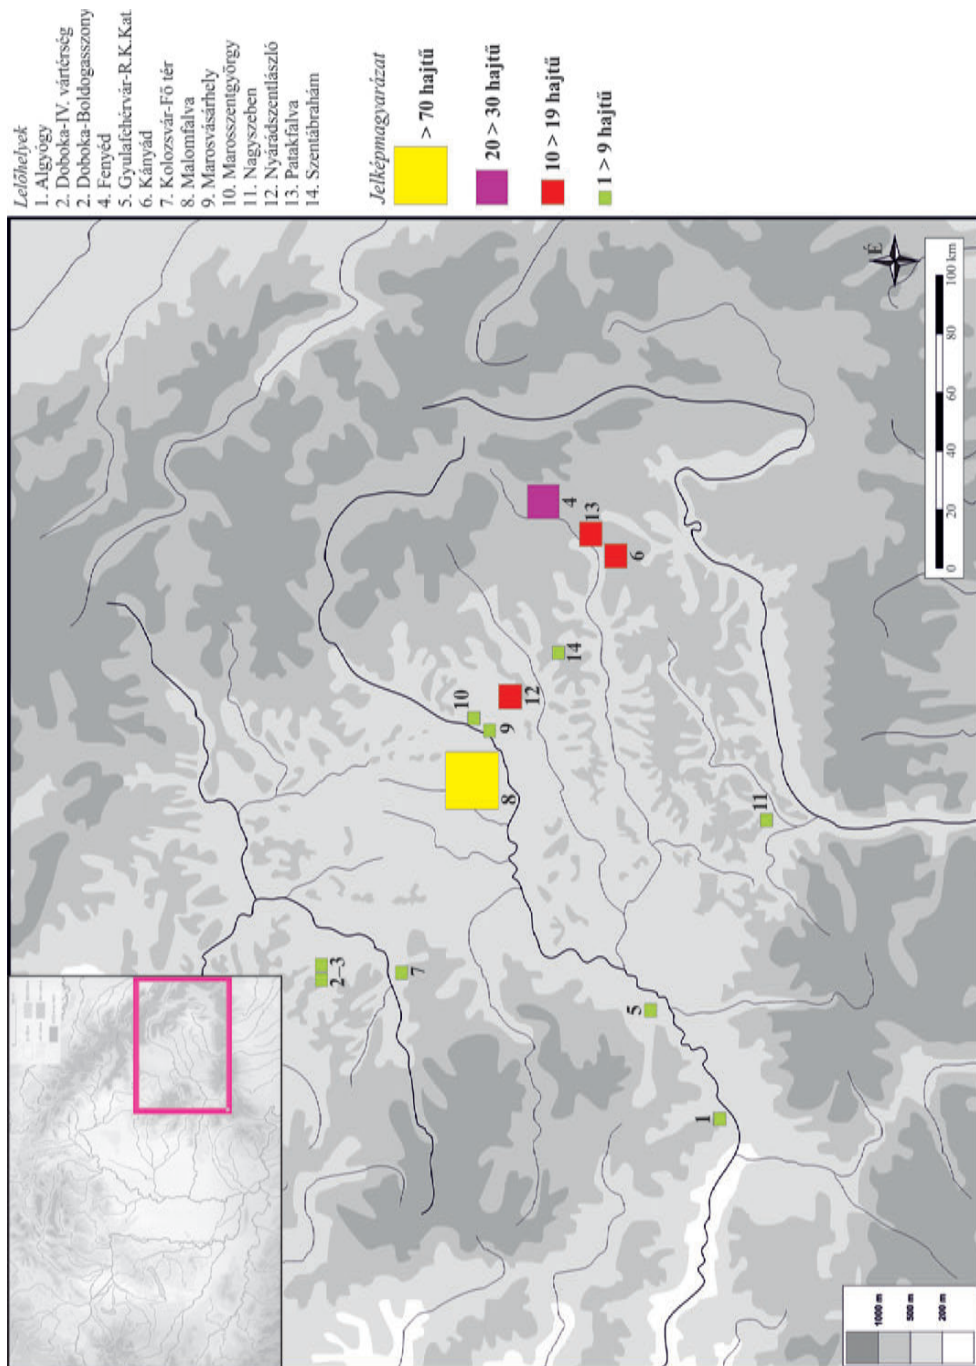 Lelőhelyek
1. Algyógy
2. Doboka-IV. vártérség
2. Doboka-Boldogasszony
4. Fenyéd
5. Gyulafehérvár-R.K.Kat
6. Kányád
7. Kolozsvár-Fő tér
8. Malomfalva
9. Marosvásárhely
10. Marosszentgyörgy
11. Nagyszeben
12. Nyárádszentlászló
13. Patakfalva
14. Szentábrahám
Jelképmagyarázat
> 70 hajtű
20 > 30 hajtű
10 > 19 hajtű
1 > 9 hajtű
2–3
7
5
1
10
9
8
12
14
4
13
6
11
É
0 20 40 60 80 100 km
1000 m
500 m
200 m